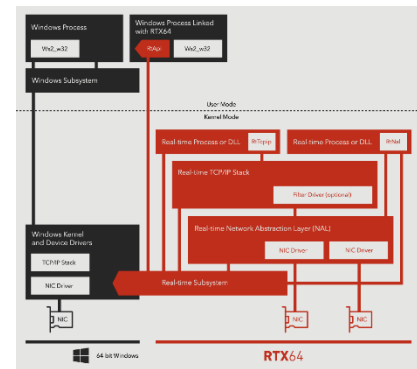 Windows Process
Ws2_w32
Windows Process Linked
with RTX64
RtApi
Ws2_w32
Windows Subsystem
User Mode
Kernel Mode
Real-time Process or DLL
RtTcpip
Real-time Process or DLL
RtNal
Real-time TCP/IP Stack
Filter Driver (optional)
Real-time Network Abstraction Layer (NAL)
NIC Driver
NIC Driver
Windows Kernel
and Device Drivers
TCP/IP Stack
NIC Driver
Real-time Subsystem
NIC
NIC
NIC
64-bit Windows
RTX64